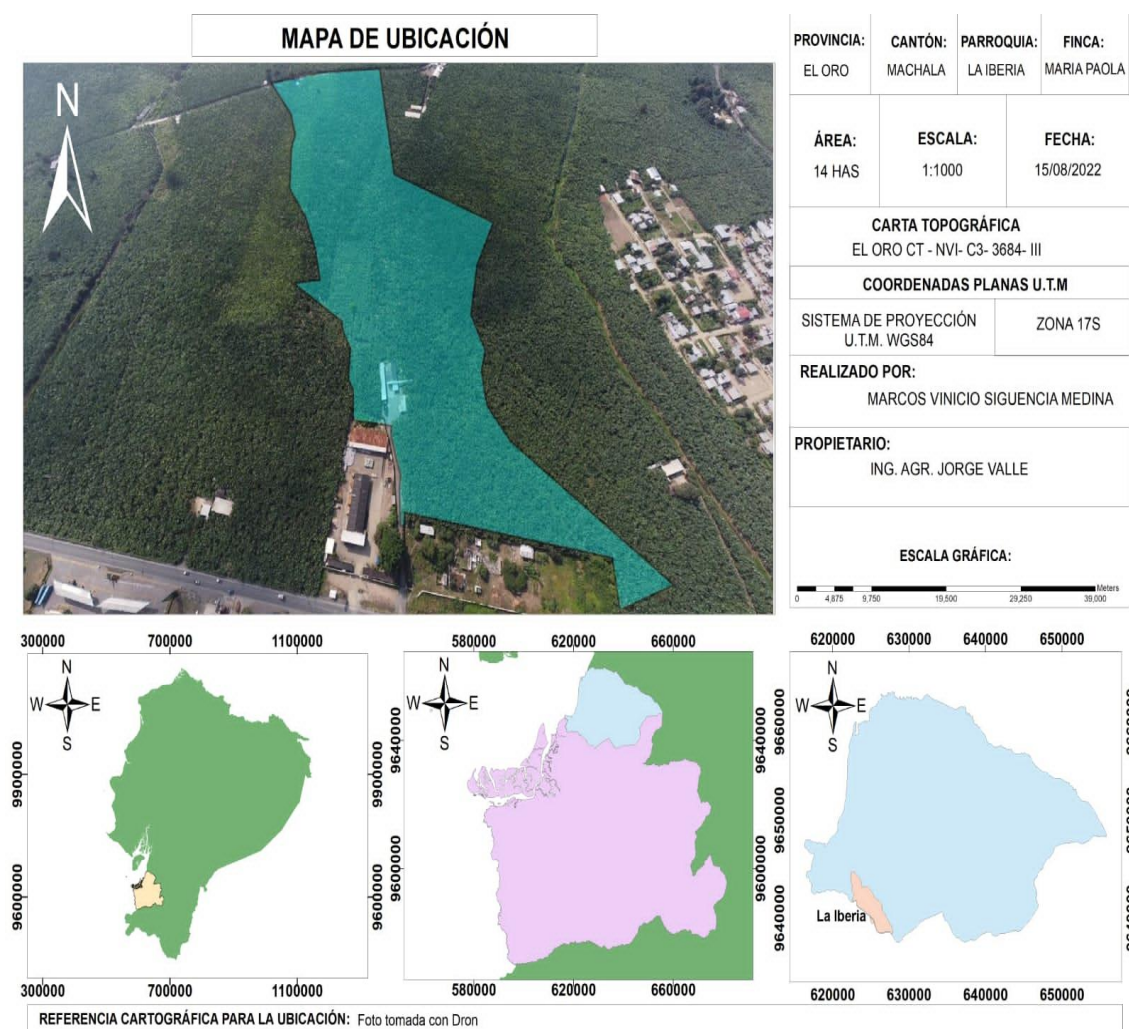 MAPA DE UBICACIÓN
N
PROVINCIA:
EL ORO
CANTÓN:
MACHALA
PARROQUIA:
LA IBERIA
FINCA:
MARIA PAOLA
ÁREA:
14 HAS
ESCALA:
1:1000
FECHA:
15/08/2022
CARTA TOPOGRÁFICA
EL ORO CT - NVI- C3- 3684- III
COORDENADAS PLANAS U.T.M
SISTEMA DE PROYECCIÓN
U.T.M. WGS84
ZONA 17S
REALIZADO POR:
MARCOS VINICIO SIGUENCIA MEDINA
PROPIETARIO:
ING. AGR. JORGE VALLE
ESCALA GRÁFICA:
Meters
0 4,875 9,750 19,500 29,250 39,000
300000 700000 1100000
N
W E
S
9900000 9900000
9600000 9600000
300000 700000 1100000
580000 620000 660000
N
W E
S
9640000 9640000
9600000 9600000
580000 620000 660000
620000 630000 640000 650000
N
W E
S
9660000
9650000
9640000
La Iberia
620000 630000 640000 650000
REFERENCIA CARTOGRÁFICA PARA LA UBICACIÓN: Foto tomada con Dron